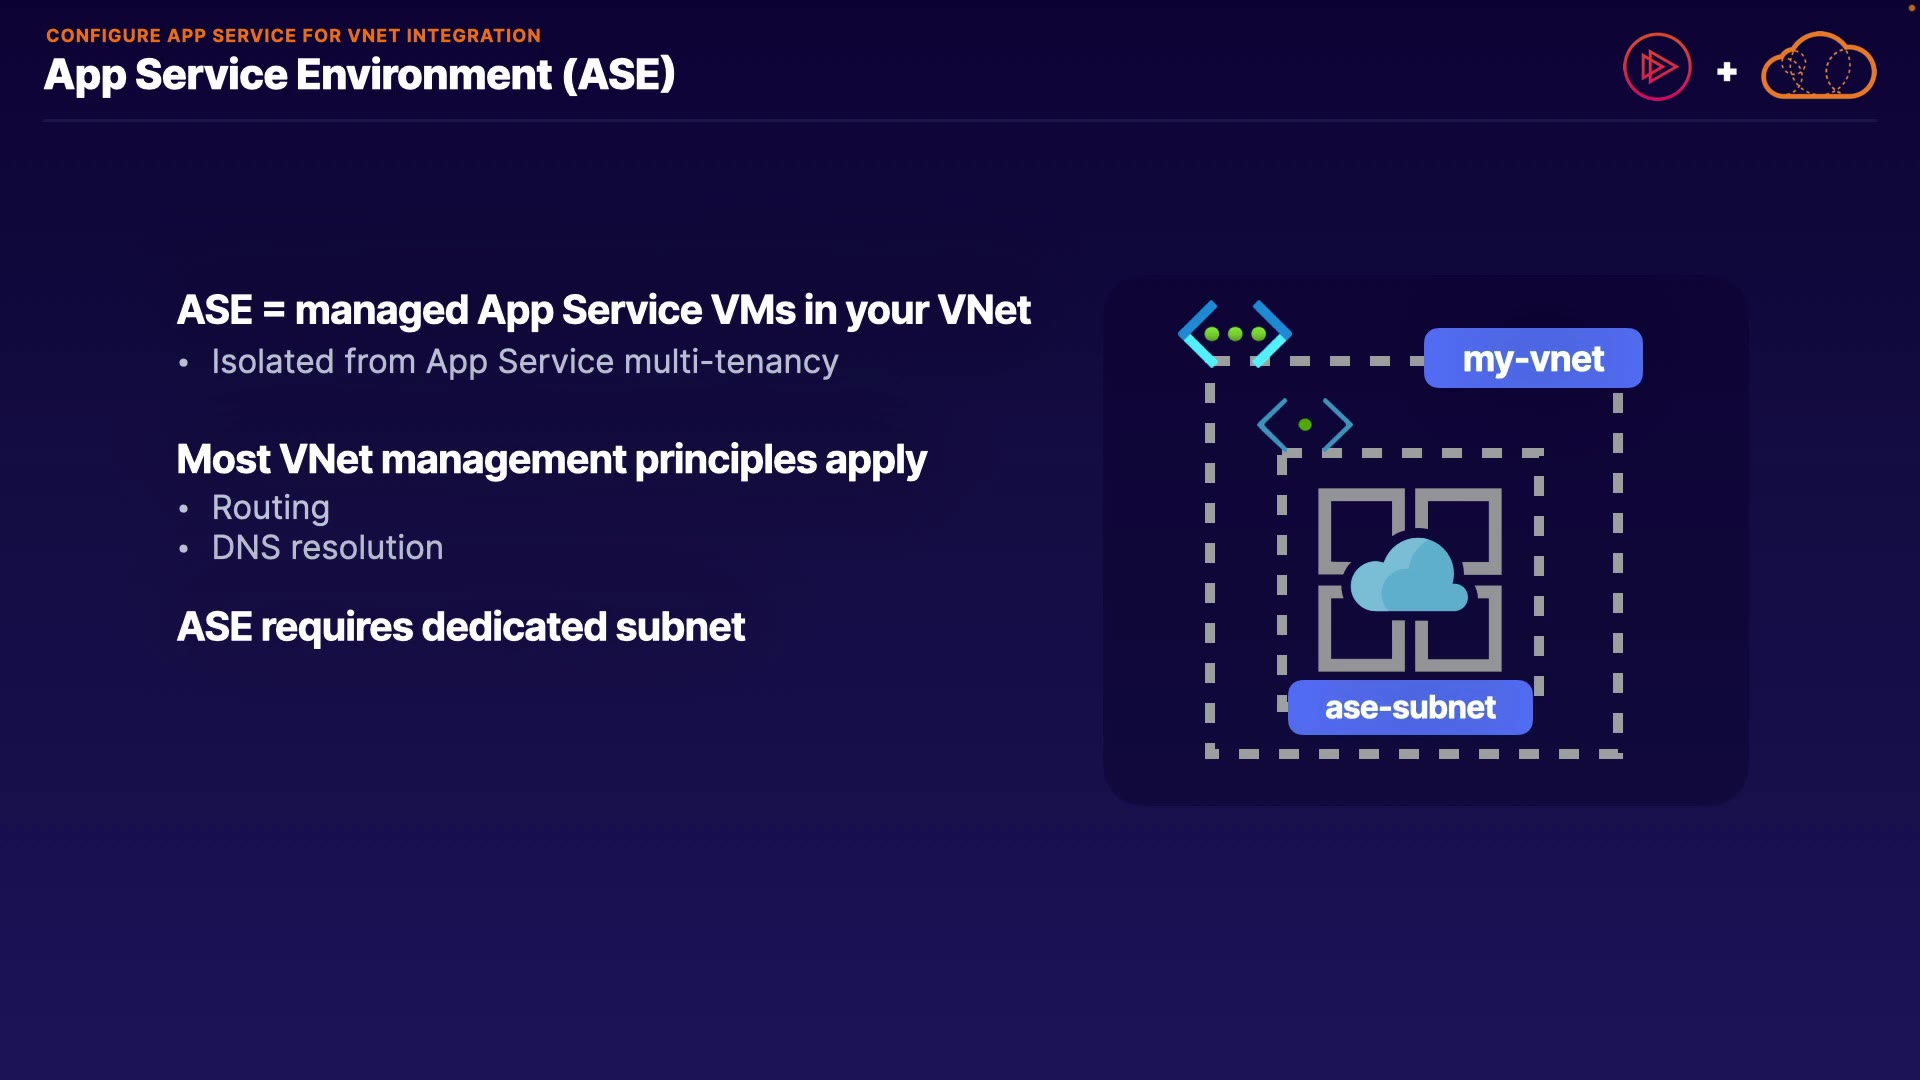 CONFIGURE APP SERVICE FOR VNET INTEGRATION
App Service Environment (ASE)
+
ASE = managed App Service VMs in your VNet
• Isolated from App Service multi-tenancy
Most VNet management principles apply
• Routing
• DNS resolution
ASE requires dedicated subnet
my-vnet
ase-subnet